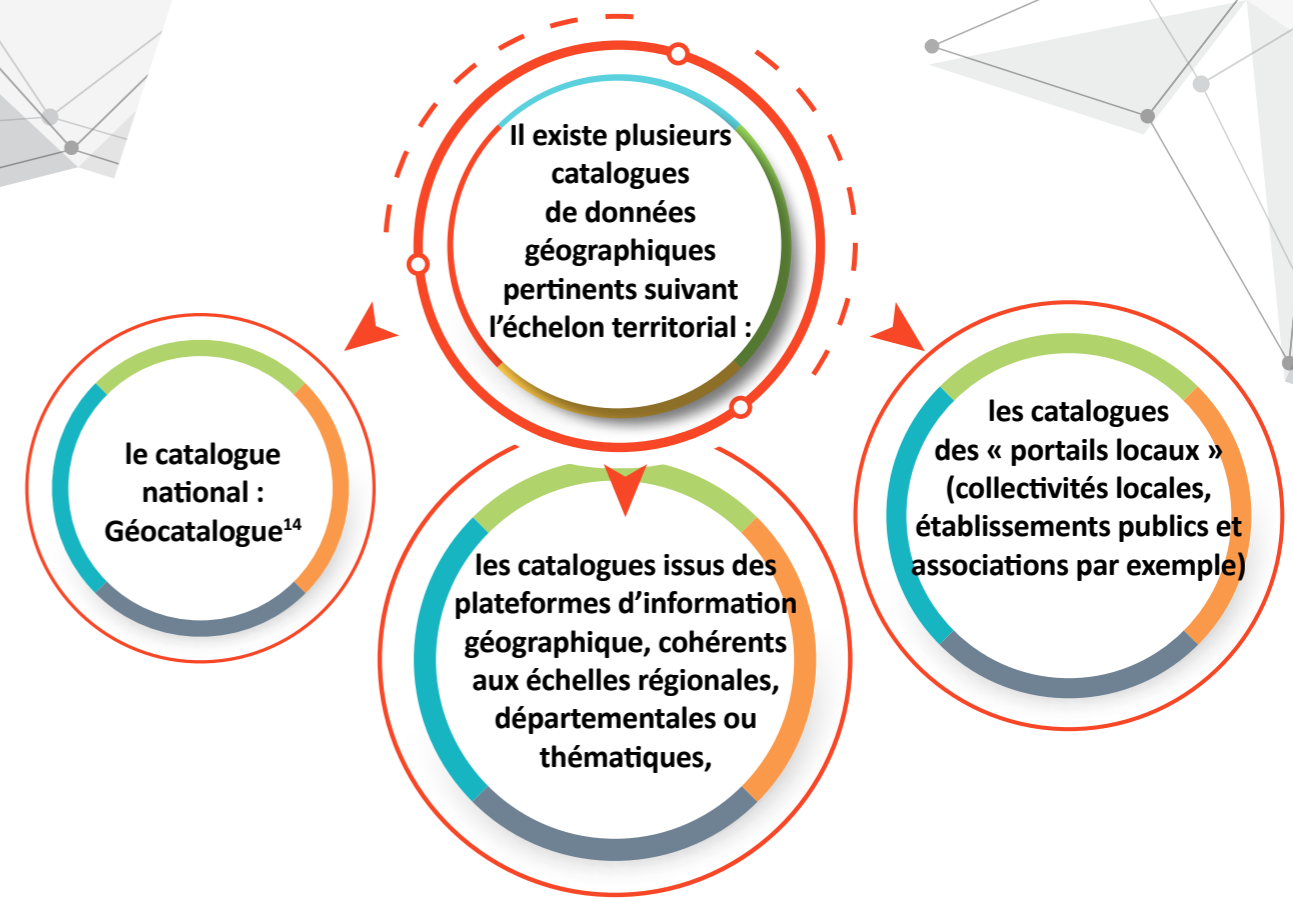 Il existe plusieurs
catalogues
de données
géographiques
pertinents suivant
l'échelon territorial :
le catalogue
national :
Géocatalogue¹⁴
les catalogues issus des
plateformes d'information
géographique, cohérents
aux échelles régionales,
départementales ou
thématiques,
les catalogues
des « portails locaux »
(collectivités locales,
établissements publics et
associations par exemple)